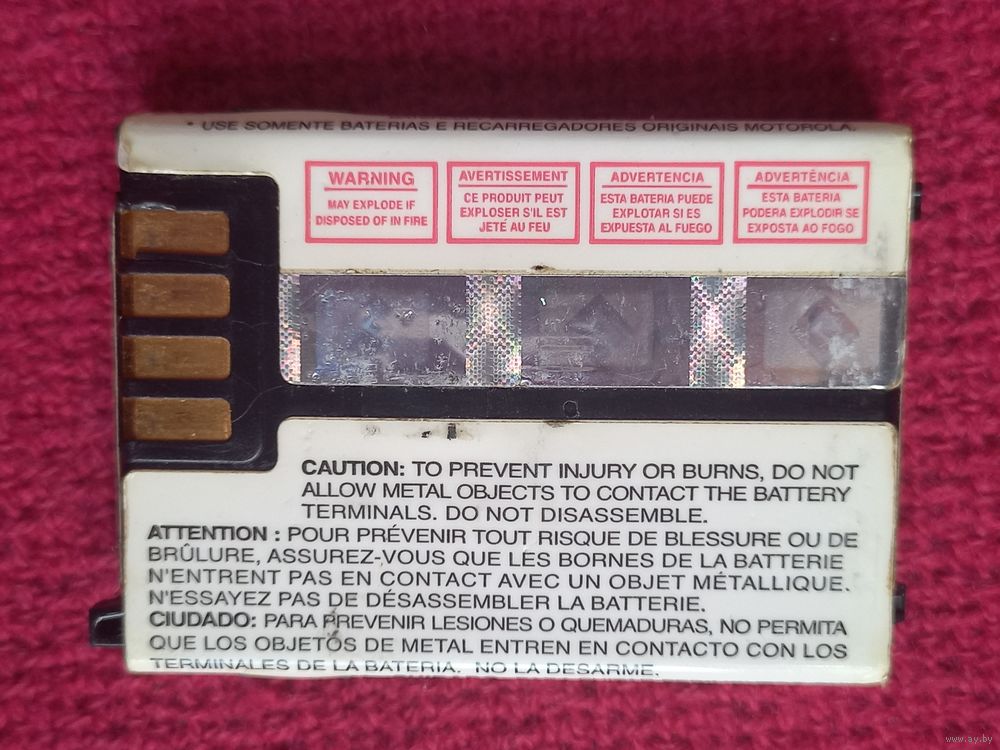 * USE SOMENTE BATERIAS E RECARREGADORES ORIGINAIS MOTOROLA.
WARNING
MAY EXPLODE IF
DISPOSED OF IN FIRE
AVERTISSEMENT
CE PRODUIT PEUT
EXPLOSER S'IL EST
JETÉ AU FEU
ADVERTENCIA
ESTA BATERIA PUEDE
EXPLOTAR SI ES
EXPUESTA AL FUEGO
ADVERTÊNCIA
ESTA BATERIA
PODERA EXPLODIR SE
EXPOSTA AO FOGO
CAUTION: TO PREVENT INJURY OR BURNS, DO NOT
ALLOW METAL OBJECTS TO CONTACT THE BATTERY
TERMINALS. DO NOT DISASSEMBLE.
ATTENTION : POUR PRÉVENIR TOUT RISQUE DE BLESSURE OU DE
BRÛLURE, ASSUREZ-VOUS QUE LES BORNES DE LA BATTERIE
N'ENTRENT PAS EN CONTACT AVEC UN OBJET MÉTALLIQUE.
N'ESSAYEZ PAS DE DÉSASSEMBLER LA BATTERIE.
CIUDADO: PARA PREVENIR LESIONES O QUEMADURAS, NO PERMITA
QUE LOS OBJETOS DE METAL ENTREN EN CONTACTO CON LOS
TERMINALES DE LA BATERIA. NO LA DESARME.
www.ay.by